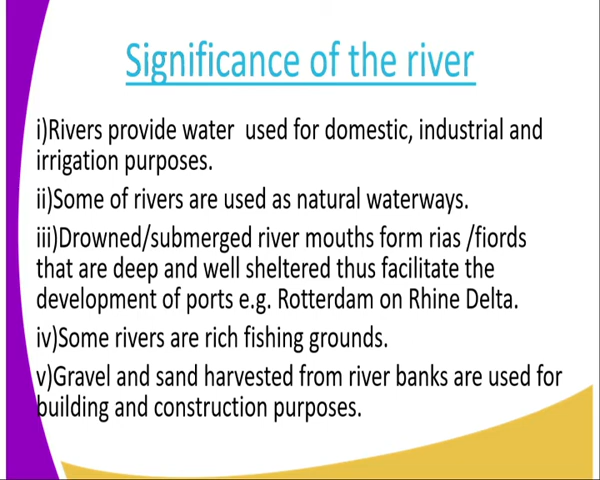 Significance of the river
i)Rivers provide water  used for domestic, industrial and
irrigation purposes.
ii)Some of rivers are used as natural waterways.
iii)Drowned/submerged river mouths form rias /fiords
that are deep and well sheltered thus facilitate the
development of ports e.g. Rotterdam on Rhine Delta.
iv)Some rivers are rich fishing grounds.
v)Gravel and sand harvested from river banks are used for
building and construction purposes.